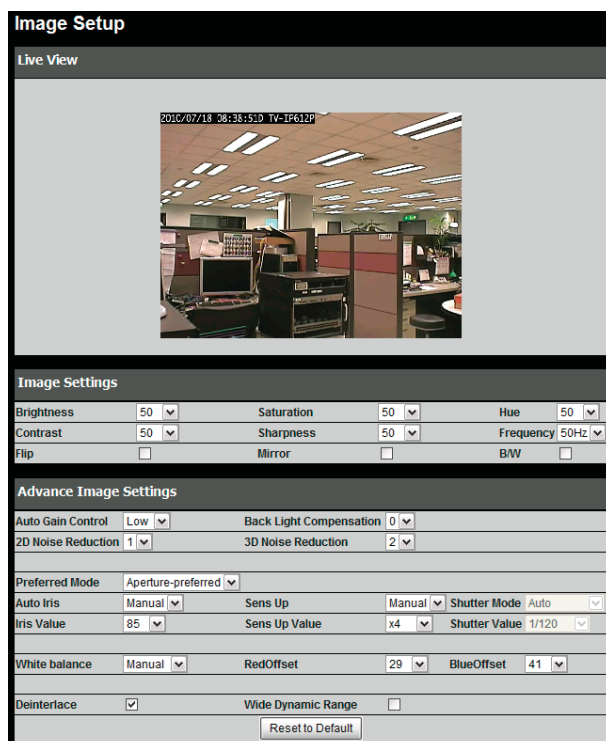 Image Setup
Live View
2010/07/18 08:38:51D TV-IP612P
Image Settings
Brightness 50 Saturation 50 Hue 50
Contrast 50 Sharpness 50 Frequency 50Hz
Flip Mirror B/W
Advance Image Settings
Auto Gain Control Low Back Light Compensation 0
2D Noise Reduction 1 3D Noise Reduction 2
Preferred Mode Aperture-preferred
Auto Iris Manual Sens Up Manual Shutter Mode Auto
Iris Value 85 Sens Up Value x4 Shutter Value 1/120
White balance Manual RedOffset 29 BlueOffset 41
Deinterlace Wide Dynamic Range
Reset to Default